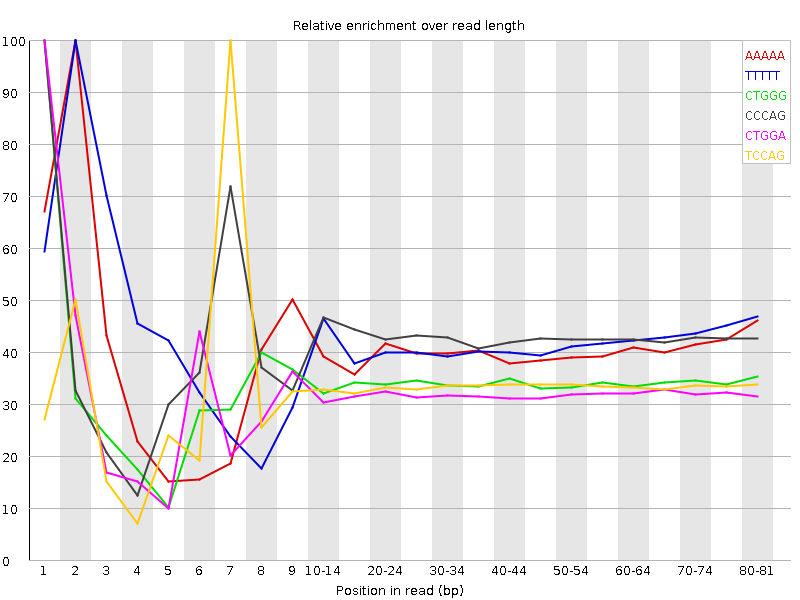 Relative enrichment over read length
100
90
80
70
60
50
40
30
20
10
0
AAAAA
TTTTT
CTGGG
CCCAG
CTGGA
TCCAG
1 2 3 4 5 6 7 8 9 10-14 20-24 30-34 40-44 50-54 60-64 70-74 80-81
Position in read (bp)